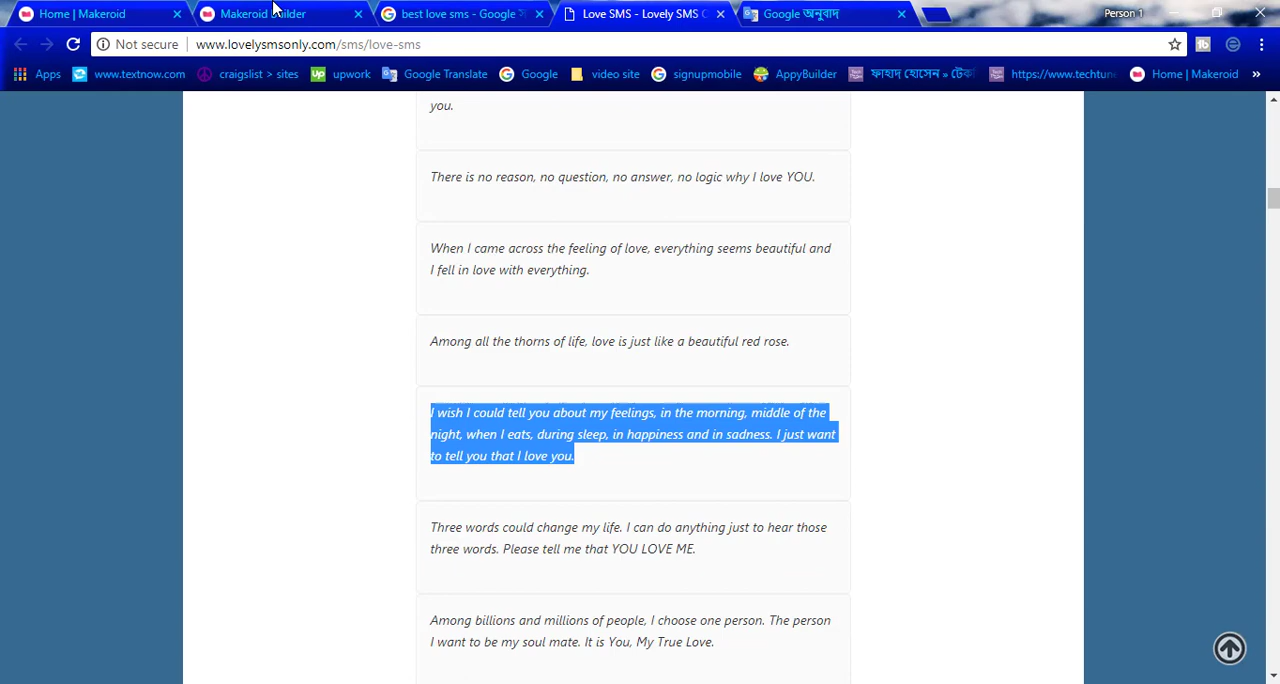 Home | Makeroid
Makeroid Builder
best love sms - Google
Love SMS - Lovely SMS
Google অনুবাদ
Person 1
Not secure
www.lovelysmsonly.com/sms/love-sms
Apps
www.textnow.com
craigslist > sites
upwork
Google Translate
Google
video site
signupmobile
AppyBuilder
ফাহাদ হোসেন » টেকা
https://www.techtune
Home | Makeroid
»
you.
There is no reason, no question, no answer, no logic why I love YOU.
When I came across the feeling of love, everything seems beautiful and
I fell in love with everything.
Among all the thorns of life, love is just like a beautiful red rose.
I wish I could tell you about my feelings, in the morning, middle of the
night, when I eats, during sleep, in happiness and in sadness. I just want
to tell you that I love you.
Three words could change my life. I can do anything just to hear those
three words. Please tell me that YOU LOVE ME.
Among billions and millions of people, I choose one person. The person
I want to be my soul mate. It is You, My True Love.